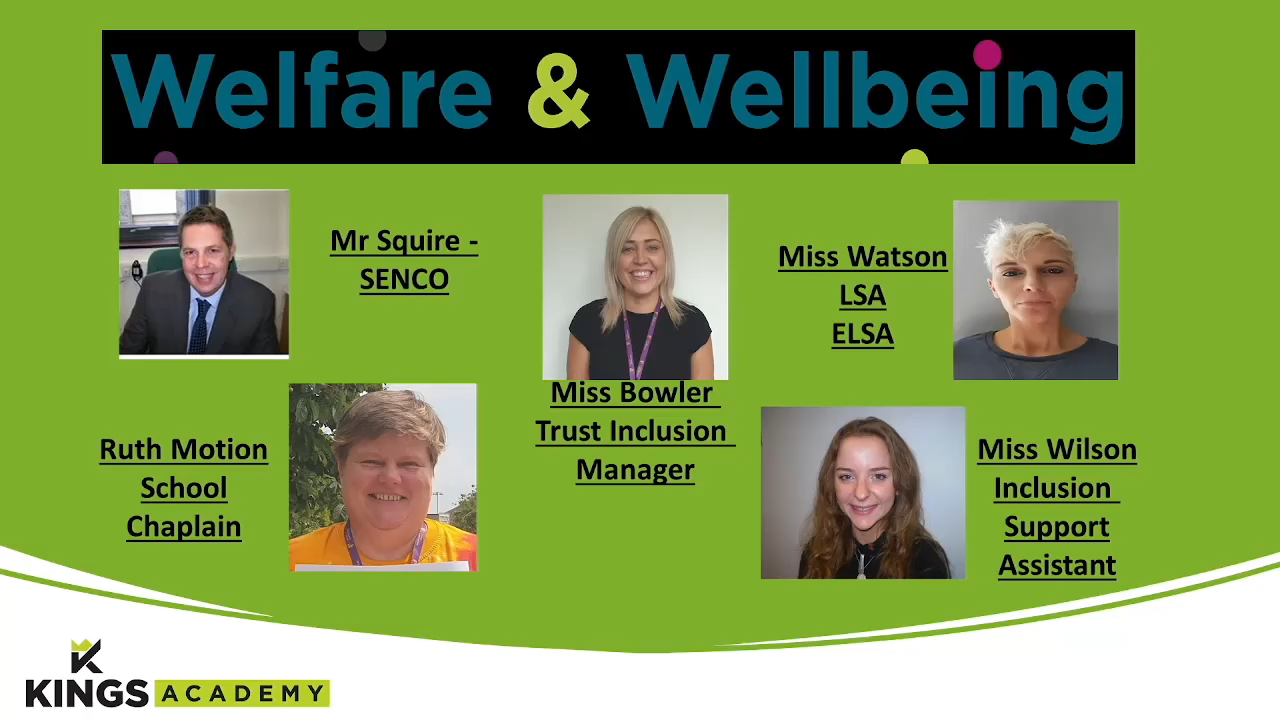 Welfare & Wellbeing
Mr Squire -
SENCO
Miss Bowler
Trust Inclusion
Manager
Miss Watson
LSA
ELSA
Ruth Motion
School
Chaplain
Miss Wilson
Inclusion
Support
Assistant
KINGS ACADEMY